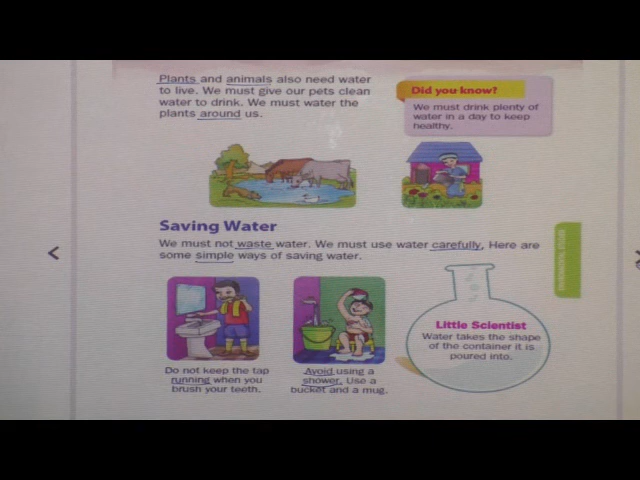 Plants and animals also need water
to live. We must give our pets clean
water to drink. We must water the
plants around us.
Did you know?
We must drink plenty of
water in a day to keep
healthy.
Saving Water
We must not waste water. We must use water carefully. Here are
some simple ways of saving water.
Do not keep the tap
running when you
brush your teeth.
Avoid using a
shower. Use a
bucket and a mug.
Little Scientist
Water takes the shape
of the container it is
poured into.